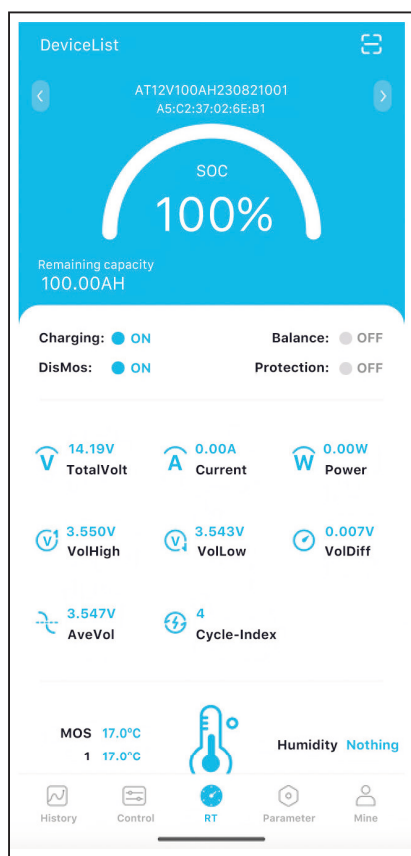 DeviceList
AT12V100AH230821001
A5:C2:37:02:6E:B1
SOC
100%
Remaining capacity
100.00AH
Charging: ON Balance: OFF
DisMos: ON Protection: OFF
14.19V 0.00A 0.00W
V TotalVolt A Current W Power
3.550V 3.543V 0.007V
V VolHigh V VolLow VolDiff
3.547V 4
AveVol Cycle-Index
MOS 17.0°C
Humidity Nothing
1 17.0°C
History Control RT Parameter Mine